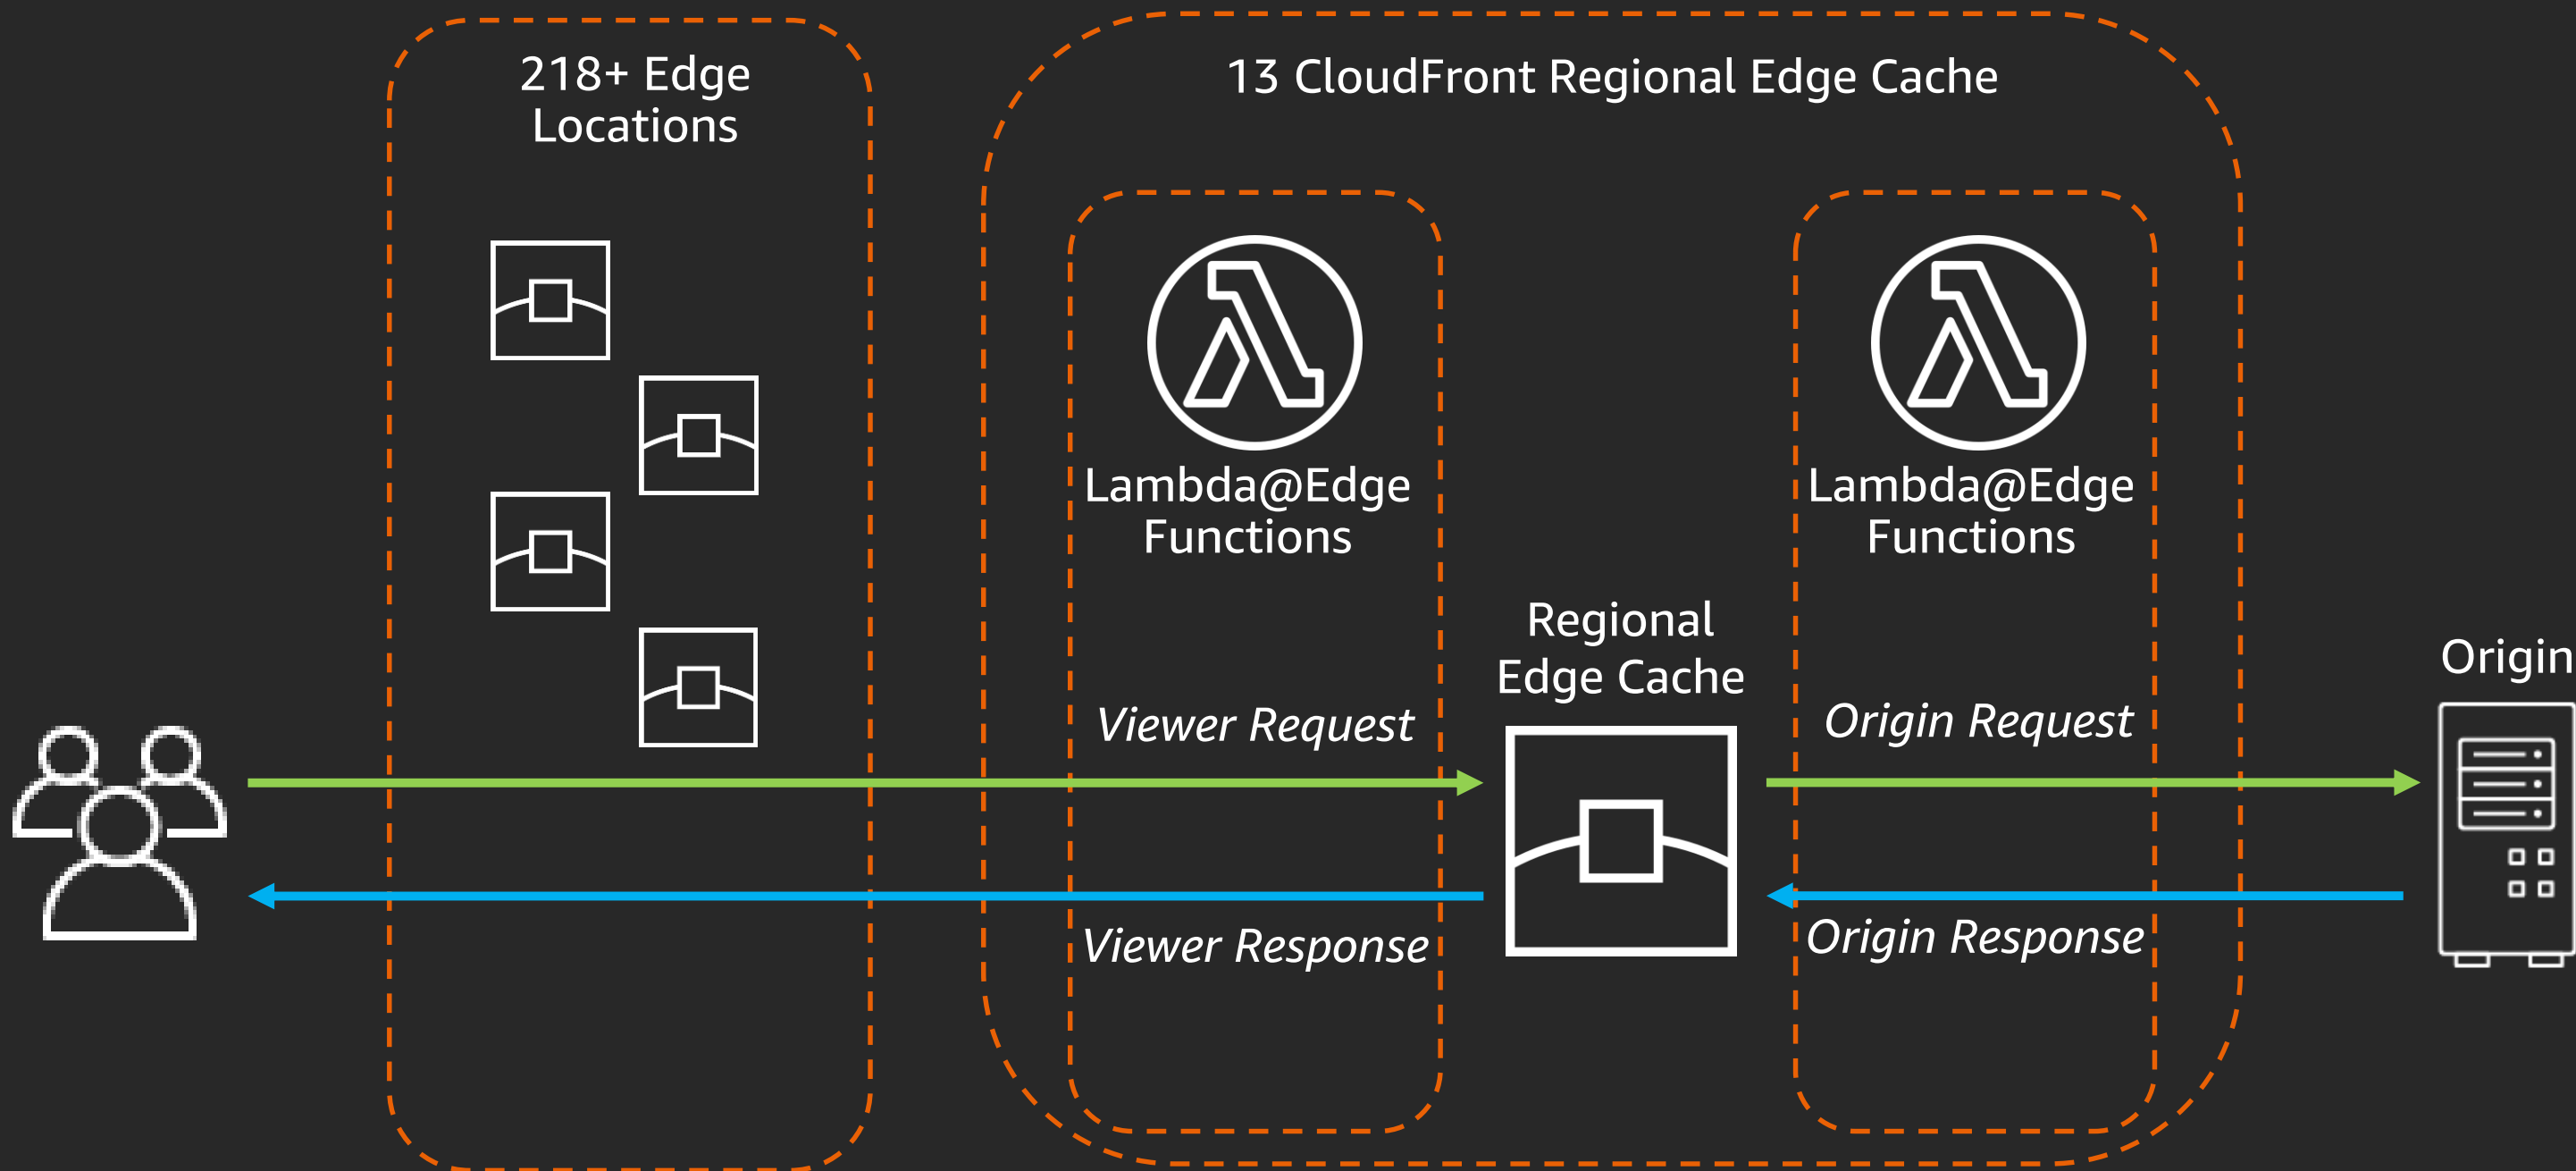 218+ Edge
Locations
13 CloudFront Regional Edge Cache
Lambda@Edge
Functions
Lambda@Edge
Functions
Regional
Edge Cache
Origin
Viewer Request
Origin Request
Viewer Response
Origin Response